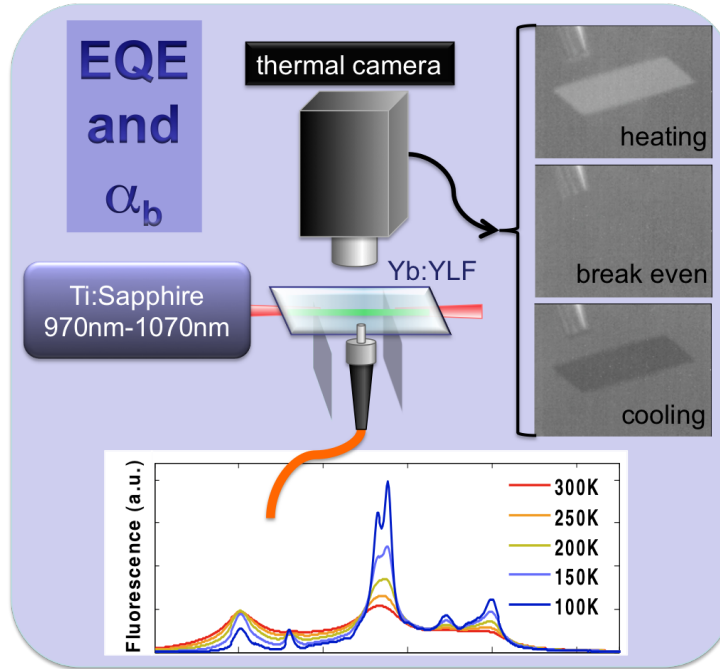 EQE
and
αb
thermal camera
heating
break even
cooling
Yb:YLF
Ti:Sapphire
970nm-1070nm
Fluorescence (a.u.)
300K
250K
200K
150K
100K